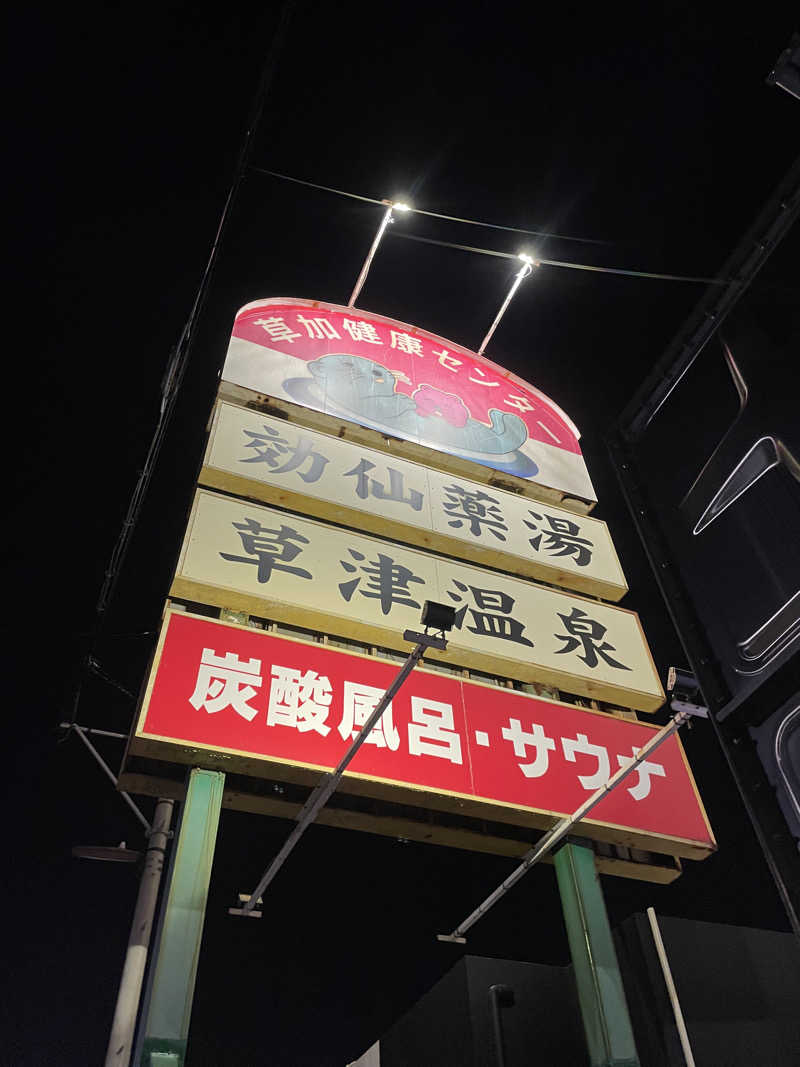 草加健康センター
効仙薬湯
草津温泉
炭酸風呂・サウナ